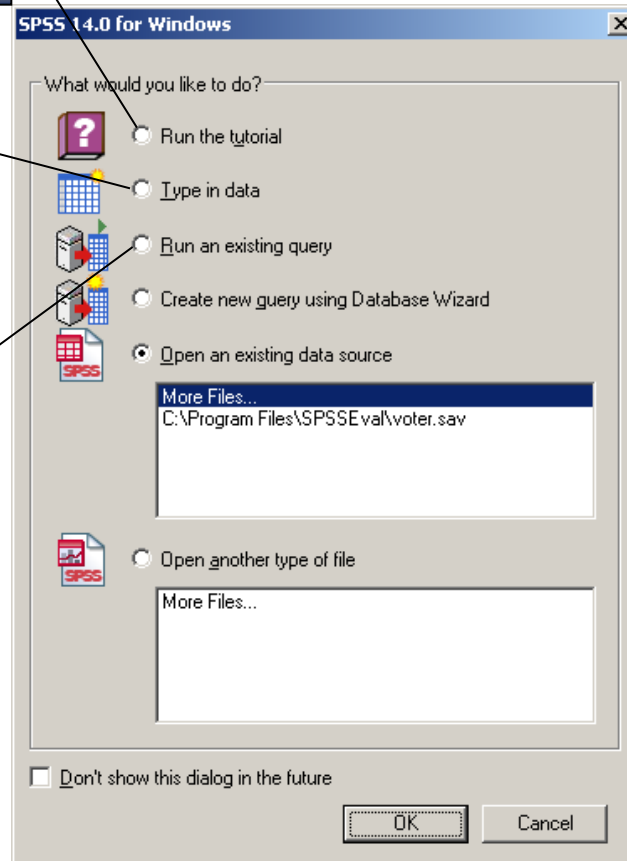 SPSS 14.0 for Windows
What would you like to do?
?
Run the tutorial
Type in data
Run an existing query
Create new query using Database Wizard
SPSS
Open an existing data source
More Files...
C:\Program Files\SPSSEval\voter.sav
SPSS
Open another type of file
More Files...
Don't show this dialog in the future
OK
Cancel